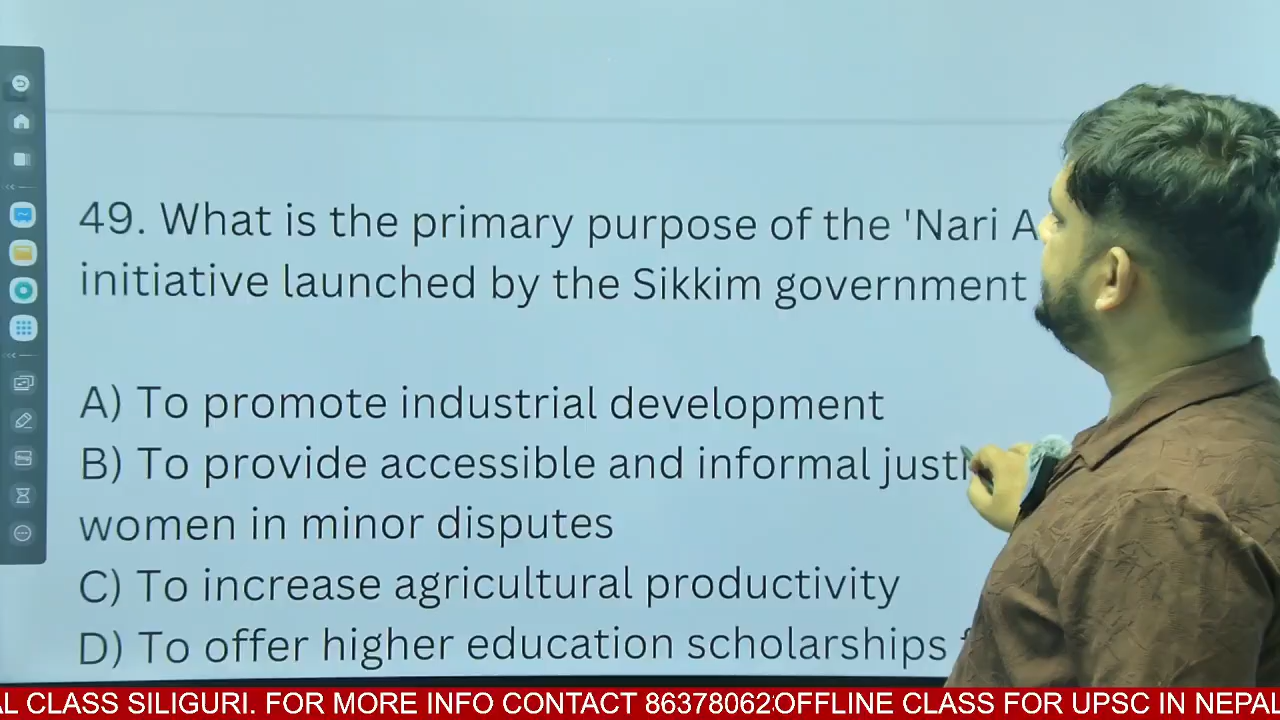 49. What is the primary purpose of the 'Nari A
initiative launched by the Sikkim government
A) To promote industrial development
B) To provide accessible and informal justi
women in minor disputes
C) To increase agricultural productivity
D) To offer higher education scholarships
AL CLASS SILIGURI. FOR MORE INFO CONTACT 86378062 OFFLINE CLASS FOR UPSC IN NEPAL